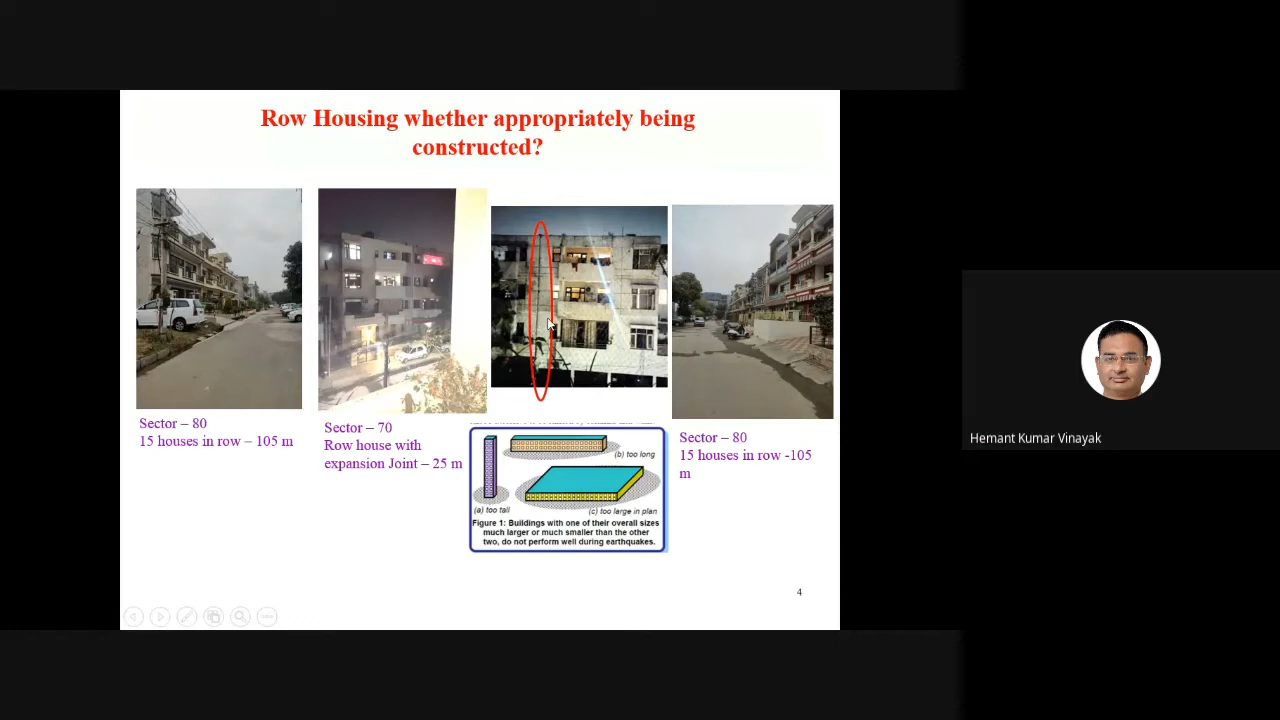 Row Housing whether appropriately being
constructed?
Sector – 80
15 houses in row – 105 m
Sector – 70
Row house with
expansion Joint – 25 m
(b) too long
(a) too tall
(c) too large in plan
Figure 1: Buildings with one of their overall sizes
much larger or much smaller than the other
two, do not perform well during earthquakes.
Sector – 80
15 houses in row -105
m
4
Hemant Kumar Vinayak